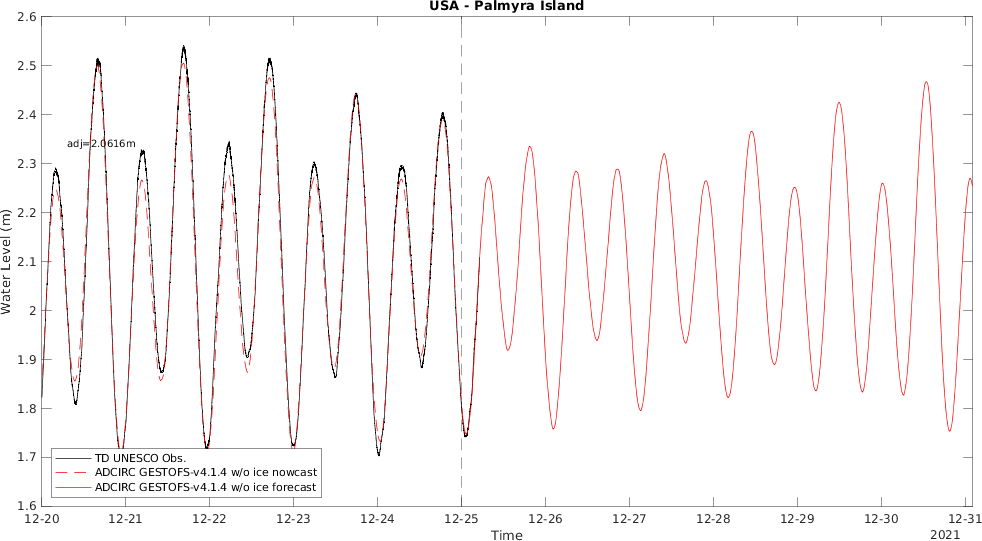 USA - Palmyra Island
2.6
2.5
2.4
2.3
2.2
2.1
2
1.9
1.8
1.7
1.6
Water Level (m)
adj=2.0616m
TD UNESCO Obs.
ADCIRC GESTOFS-v4.1.4 w/o ice nowcast
ADCIRC GESTOFS-v4.1.4 w/o ice forecast
12-20 12-21 12-22 12-23 12-24 12-25 12-26 12-27 12-28 12-29 12-30 12-31
Time
2021